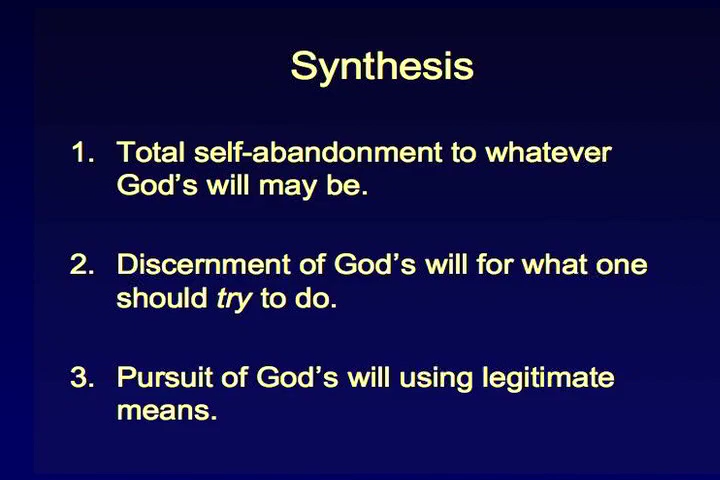 Synthesis
1. Total self-abandonment to whatever
God's will may be.
2. Discernment of God's will for what one
should try to do.
3. Pursuit of God's will using legitimate
means.